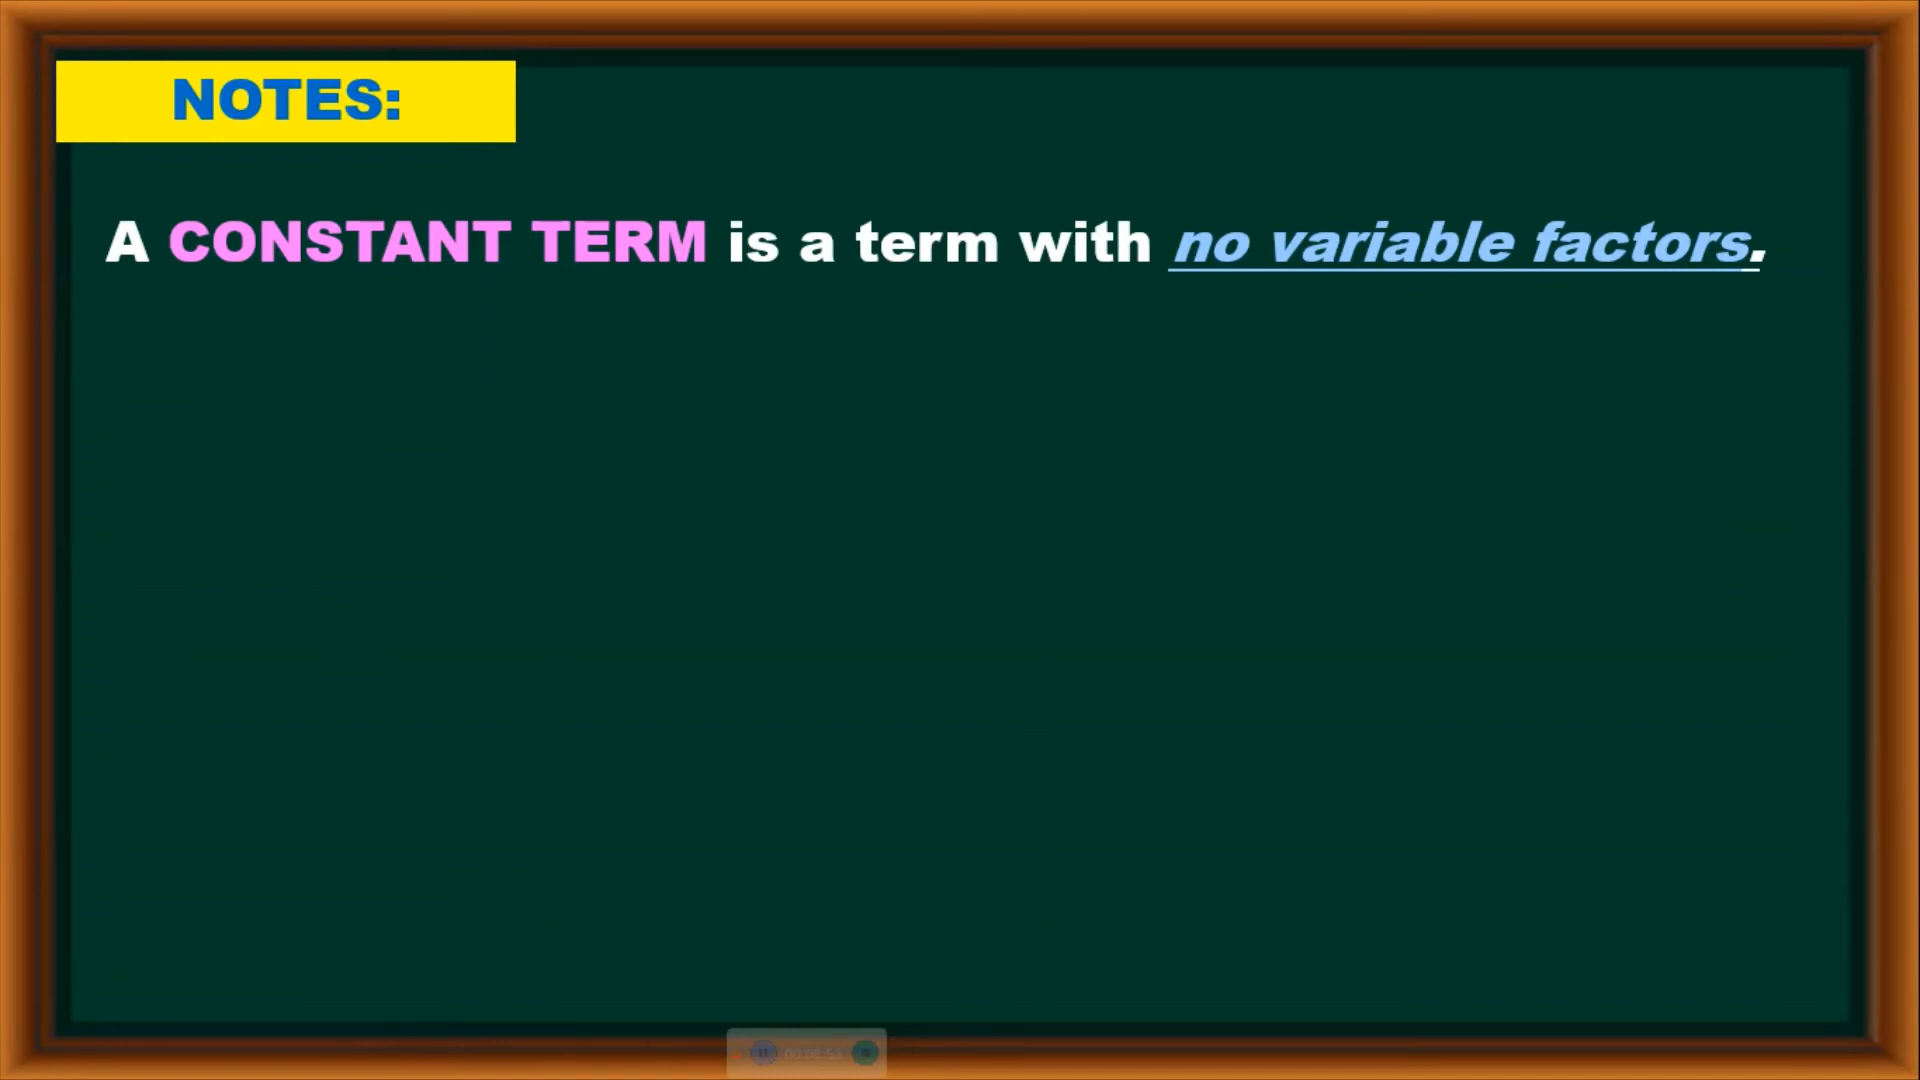 NOTES:
A CONSTANT TERM is a term with no variable factors.